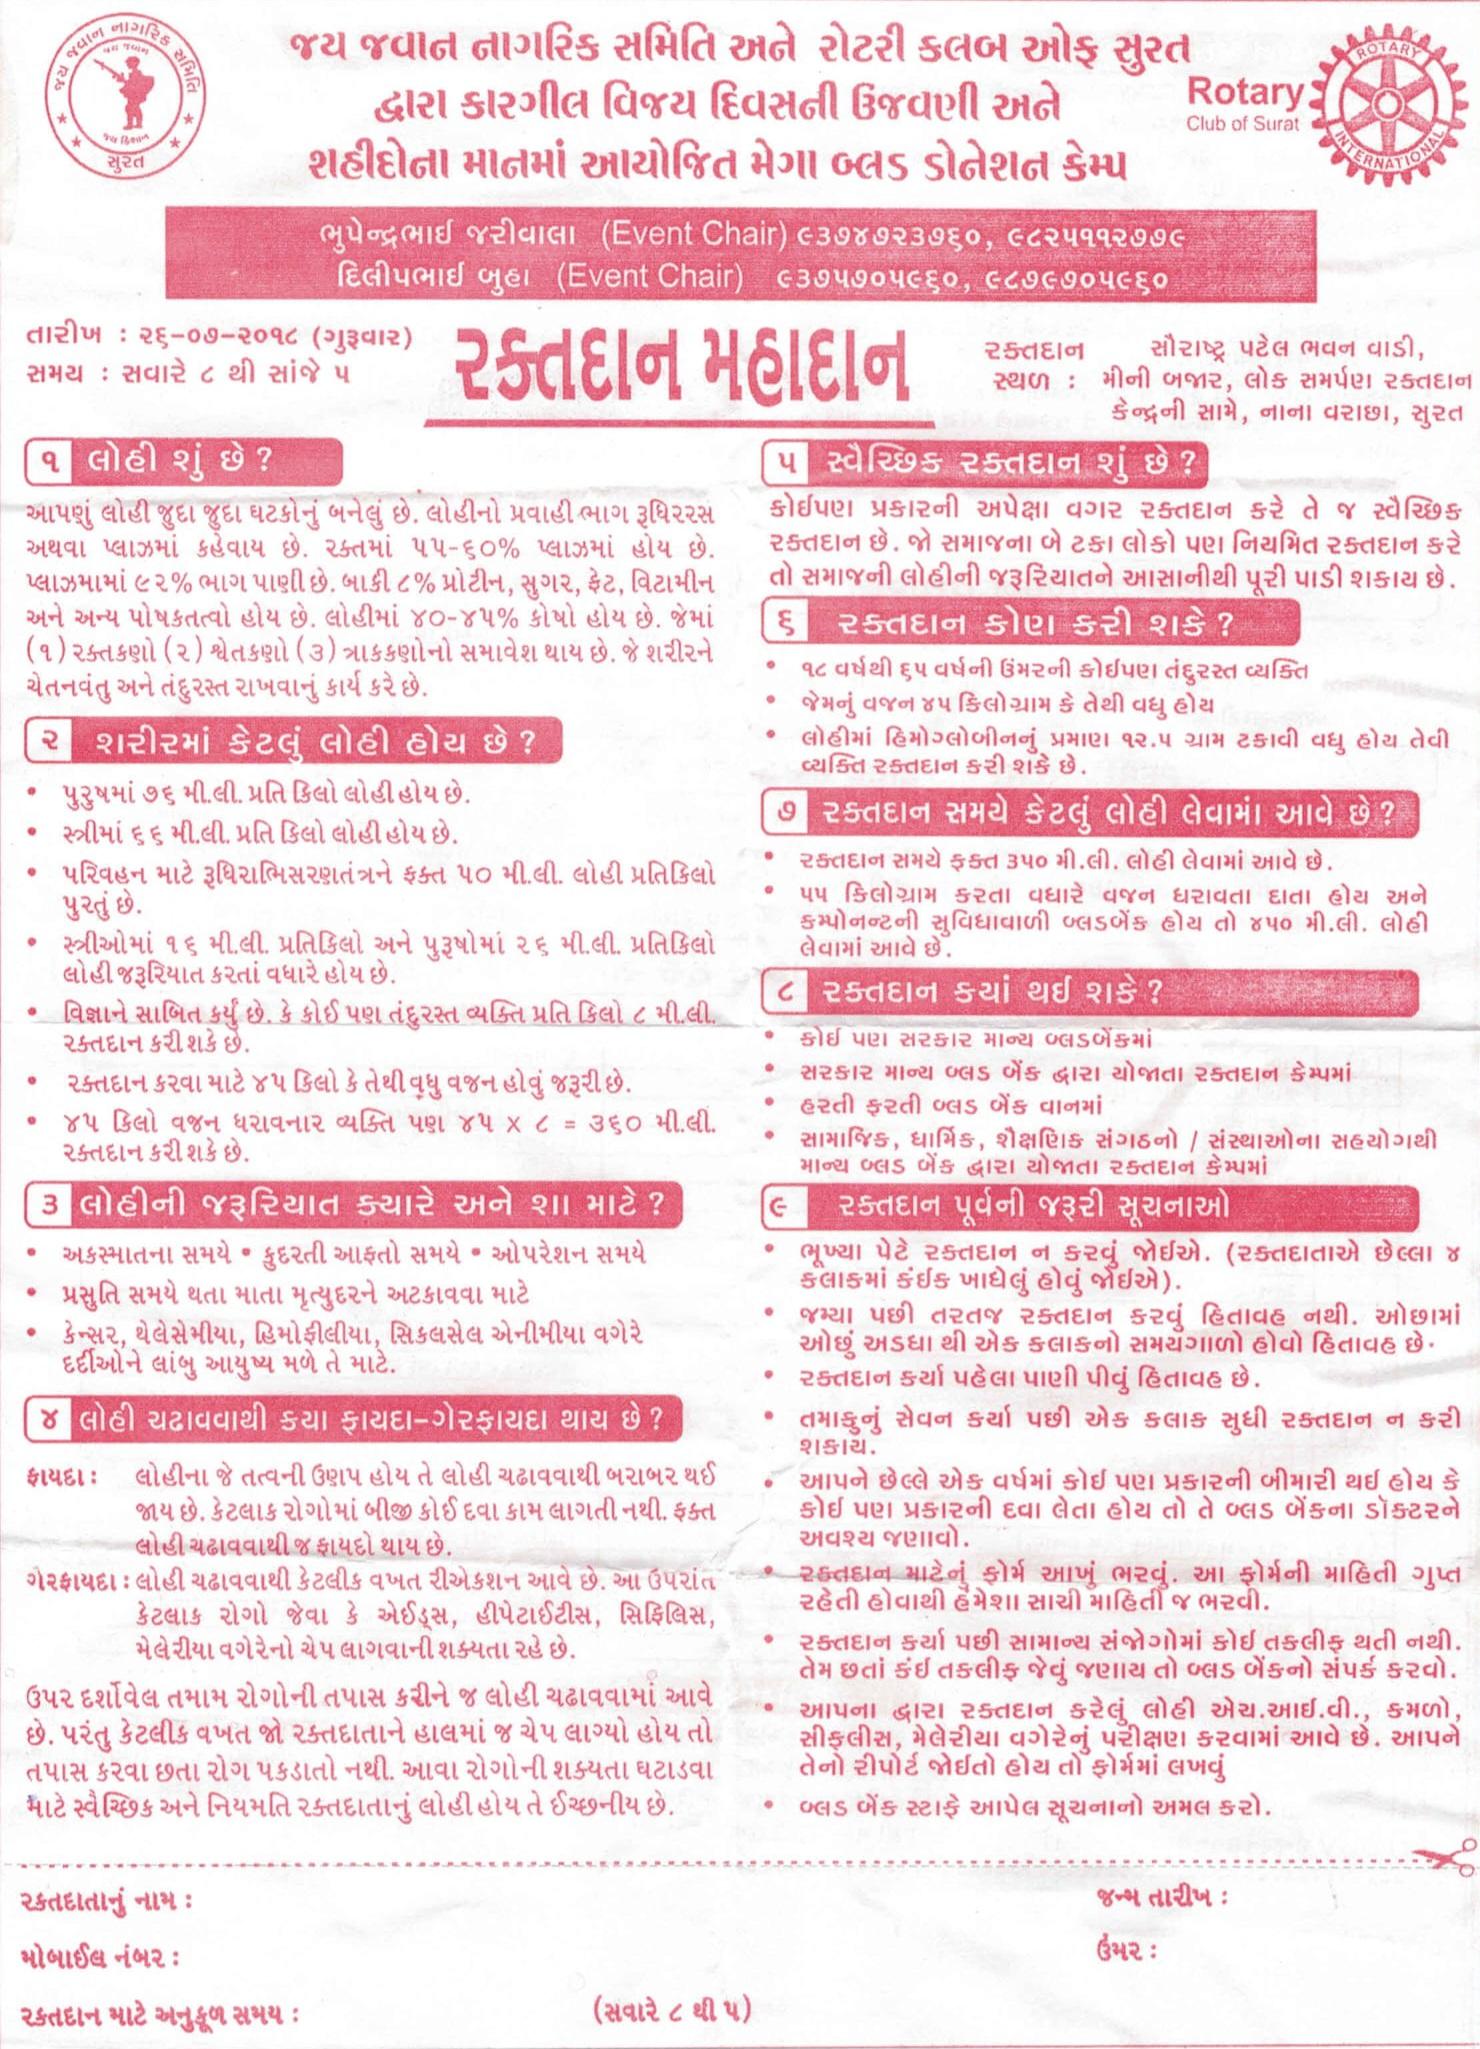 જય જવાન નાગરિક સમિતિ
જય જવાન
જય કિશાન
સુરત
જય જવાન નાગરિક સમિતિ અને રોટરી કલબ ઓફ સુરત
દ્વારા કારગીલ વિજય દિવસની ઉજવણી અને
શહીદોના માનમાં આયોજિત મેગા બ્લડ ડોનેશન કેમ્પ
Rotary
Club of Surat
ROTARY
INTERNATIONAL
ભુપેન્દ્રભાઈ જરીવાલા (Event Chair) ૯૩૭૪૭૨૩૭૬૦, ૯૮૨૫૧૧૨૭૭૯
દિલીપભાઈ બુહા (Event Chair) ૯૩૭૫૭૦૫૯૬૦, ૯૮૭૯૭૦૫૯૬૦
તારીખ : ૨૬-૦૭-૨૦૧૮ (ગુરૂવાર)
સમય : સવારે ૮ થી સાંજે ૫
રક્તદાન મહાદાન
રક્તદાન સૌરાષ્ટ્ર પટેલ ભવન વાડી,
સ્થળ : મીની બજાર, લોક સમર્પણ રક્તદાન
કેન્દ્રની સામે, નાના વરાછા, સુરત
૧ લોહી શું છે ?
આપણું લોહી જુદા જુદા ઘટકોનું બનેલું છે. લોહીનો પ્રવાહી ભાગ રૂધિરરસ
અથવા પ્લાઝમાં કહેવાય છે. રક્તમાં ૫૫-૬૦% પ્લાઝમાં હોય છે.
પ્લાઝમામાં ૯૨% ભાગ પાણી છે. બાકી ૮% પ્રોટીન, સુગર, ફેટ, વિટામીન
અને અન્ય પોષકતત્વો હોય છે. લોહીમાં ૪૦-૪૫% કોષો હોય છે. જેમાં
(૧) રક્તકણો (૨) શ્વેતકણો (૩) ત્રાકકણોનો સમાવેશ થાય છે. જે શરીરને
ચેતનવંતુ અને તંદુરસ્ત રાખવાનું કાર્ય કરે છે.
૨ શરીરમાં કેટલું લોહી હોય છે ?
• પુરુષમાં ૭૬ મી.લી. પ્રતિ કિલો લોહી હોય છે.
• સ્ત્રીમાં ૬૬ મી.લી. પ્રતિ કિલો લોહી હોય છે.
• પરિવહન માટે રૂધિરાભિસરણતંત્રને ફક્ત ૫૦ મી.લી. લોહી પ્રતિકિલો
પુરતું છે.
• સ્ત્રીઓમાં ૧૬ મી.લી. પ્રતિકિલો અને પુરૂષોમાં ૨૬ મી.લી. પ્રતિકિલો
લોહી જરૂરિયાત કરતાં વધારે હોય છે.
• વિજ્ઞાને સાબિત કર્યું છે. કે કોઈ પણ તંદુરસ્ત વ્યક્તિ પ્રતિ કિલો ૮ મી.લી.
રક્તદાન કરી શકે છે.
• રક્તદાન કરવા માટે ૪૫ કિલો કે તેથી વધુ વજન હોવું જરૂરી છે.
• ૪૫ કિલો વજન ધરાવનાર વ્યક્તિ પણ ૪૫ X ૮ = ૩૬૦ મી.લી.
રક્તદાન કરી શકે છે.
૩ લોહીની જરૂરિયાત ક્યારે અને શા માટે ?
• અકસ્માતના સમયે • કુદરતી આફતો સમયે • ઓપરેશન સમયે
• પ્રસુતિ સમયે થતા માતા મૃત્યુદરને અટકાવવા માટે
• કેન્સર, થેલેસેમીયા, હિમોફીલીયા, સિકલસેલ એનીમીયા વગેરે
દર્દીઓને લાંબુ આયુષ્ય મળે તે માટે.
૪ લોહી ચઢાવવાથી કયા ફાયદા-ગેરફાયદા થાય છે ?
ફાયદા : લોહીના જે તત્વની ઉણપ હોય તે લોહી ચઢાવવાથી બરાબર થઈ
જાય છે. કેટલાક રોગોમાં બીજી કોઈ દવા કામ લાગતી નથી. ફક્ત
લોહી ચઢાવવાથી જ ફાયદો થાય છે.
ગેરફાયદા : લોહી ચઢાવવાથી કેટલીક વખત રીએકશન આવે છે. આ ઉપરાંત
કેટલાક રોગો જેવા કે એઈડ્સ, હીપેટાઈટીસ, સિફિલિસ,
મેલેરીયા વગેરેનો ચેપ લાગવાની શક્યતા રહે છે.
ઉપર દર્શાવેલ તમામ રોગોની તપાસ કરીને જ લોહી ચઢાવવામાં આવે
છે. પરંતુ કેટલીક વખત જો રક્તદાતાને હાલમાં જ ચેપ લાગ્યો હોય તો
તપાસ કરવા છતા રોગ પકડાતો નથી. આવા રોગોની શક્યતા ઘટાડવા
માટે સ્વૈચ્છિક અને નિયમતિ રક્તદાતાનું લોહી હોય તે ઈચ્છનીય છે.
૫ સ્વૈચ્છિક રક્તદાન શું છે ?
કોઈપણ પ્રકારની અપેક્ષા વગર રક્તદાન કરે તે જ સ્વૈચ્છિક
રક્તદાન છે. જો સમાજના બે ટકા લોકો પણ નિયમિત રક્તદાન કરે
તો સમાજની લોહીની જરૂરિયાતને આસાનીથી પૂરી પાડી શકાય છે.
૬ રક્તદાન કોણ કરી શકે ?
• ૧૮ વર્ષથી ૬૫ વર્ષની ઉંમરની કોઈપણ તંદુરસ્ત વ્યક્તિ
• જેમનું વજન ૪૫ કિલોગ્રામ કે તેથી વધુ હોય
• લોહીમાં હિમોગ્લોબીનનું પ્રમાણ ૧૨.૫ ગ્રામ ટકાવી વધુ હોય તેવી
વ્યક્તિ રક્તદાન કરી શકે છે.
૭ રક્તદાન સમયે કેટલું લોહી લેવામાં આવે છે ?
• રક્તદાન સમયે ફક્ત ૩૫૦ મી.લી. લોહી લેવામાં આવે છે.
• ૫૫ કિલોગ્રામ કરતા વધારે વજન ધરાવતા દાતા હોય અને
કમ્પોનન્ટની સુવિધાવાળી બ્લડબેંક હોય તો ૪૫૦ મી.લી. લોહી
લેવામાં આવે છે.
૮ રક્તદાન કયાં થઈ શકે ?
• કોઈ પણ સરકાર માન્ય બ્લડબેંકમાં
• સરકાર માન્ય બ્લડ બેંક દ્વારા યોજાતા રક્તદાન કેમ્પમાં
• હરતી ફરતી બ્લડ બેંક વાનમાં
• સામાજિક, ધાર્મિક, શૈક્ષણિક સંગઠનો / સંસ્થાઓના સહયોગથી
માન્ય બ્લડ બેંક દ્વારા યોજાતા રક્તદાન કેમ્પમાં
૯ રક્તદાન પૂર્વની જરૂરી સૂચનાઓ
• ભૂખ્યા પેટે રક્તદાન ન કરવું જોઈએ. (રક્તદાતાએ છેલ્લા ૪
કલાકમાં કંઈક ખાધેલું હોવું જોઈએ).
• જમ્યા પછી તરતજ રક્તદાન કરવું હિતાવહ નથી. ઓછામાં
ઓછું અડધા થી એક કલાકનો સમયગાળો હોવો હિતાવહ છે.
• રક્તદાન કર્યા પહેલા પાણી પીવું હિતાવહ છે.
• તમાકુનું સેવન કર્યા પછી એક કલાક સુધી રક્તદાન ન કરી
શકાય.
• આપને છેલ્લે એક વર્ષમાં કોઈ પણ પ્રકારની બીમારી થઈ હોય કે
કોઈ પણ પ્રકારની દવા લેતા હોય તો તે બ્લડ બેંકના ડૉક્ટરને
અવશ્ય જણાવો.
• રક્તદાન માટેનું ફોર્મ આખું ભરવું. આ ફોર્મની માહિતી ગુપ્ત
રહેતી હોવાથી હંમેશા સાચી માહિતી જ ભરવી.
• રક્તદાન કર્યા પછી સામાન્ય સંજોગોમાં કોઈ તકલીફ થતી નથી.
તેમ છતાં કંઈ તકલીફ જેવું જણાય તો બ્લડ બેંકનો સંપર્ક કરવો.
• આપના દ્વારા રક્તદાન કરેલું લોહી એચ.આઈ.વી., કમળો,
સીફલીસ, મેલેરીયા વગેરેનું પરીક્ષણ કરવામાં આવે છે. આપને
તેનો રીપોર્ટ જોઈતો હોય તો ફોર્મમાં લખવું
• બ્લડ બેંક સ્ટાફે આપેલ સૂચનાનો અમલ કરો.
રક્તદાતાનું નામ :
જન્મ તારીખ :
મોબાઈલ નંબર :
ઉંમર :
રક્તદાન માટે અનુકૂળ સમય : (સવારે ૮ થી ૫)